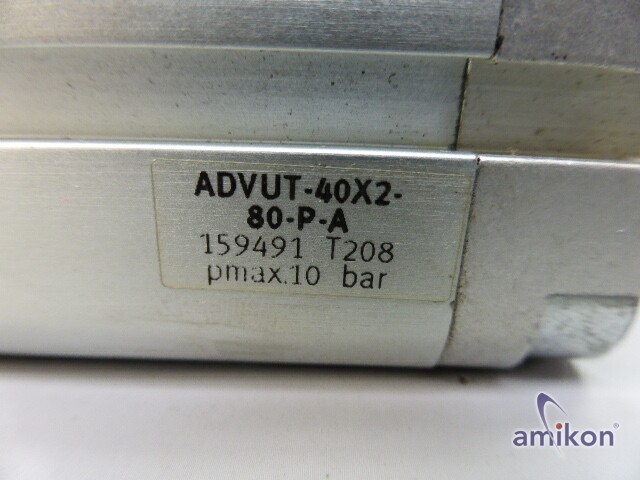 ADVUT-40X2-
80-P-A
159491 T208
pmax.10 bar
amikon®